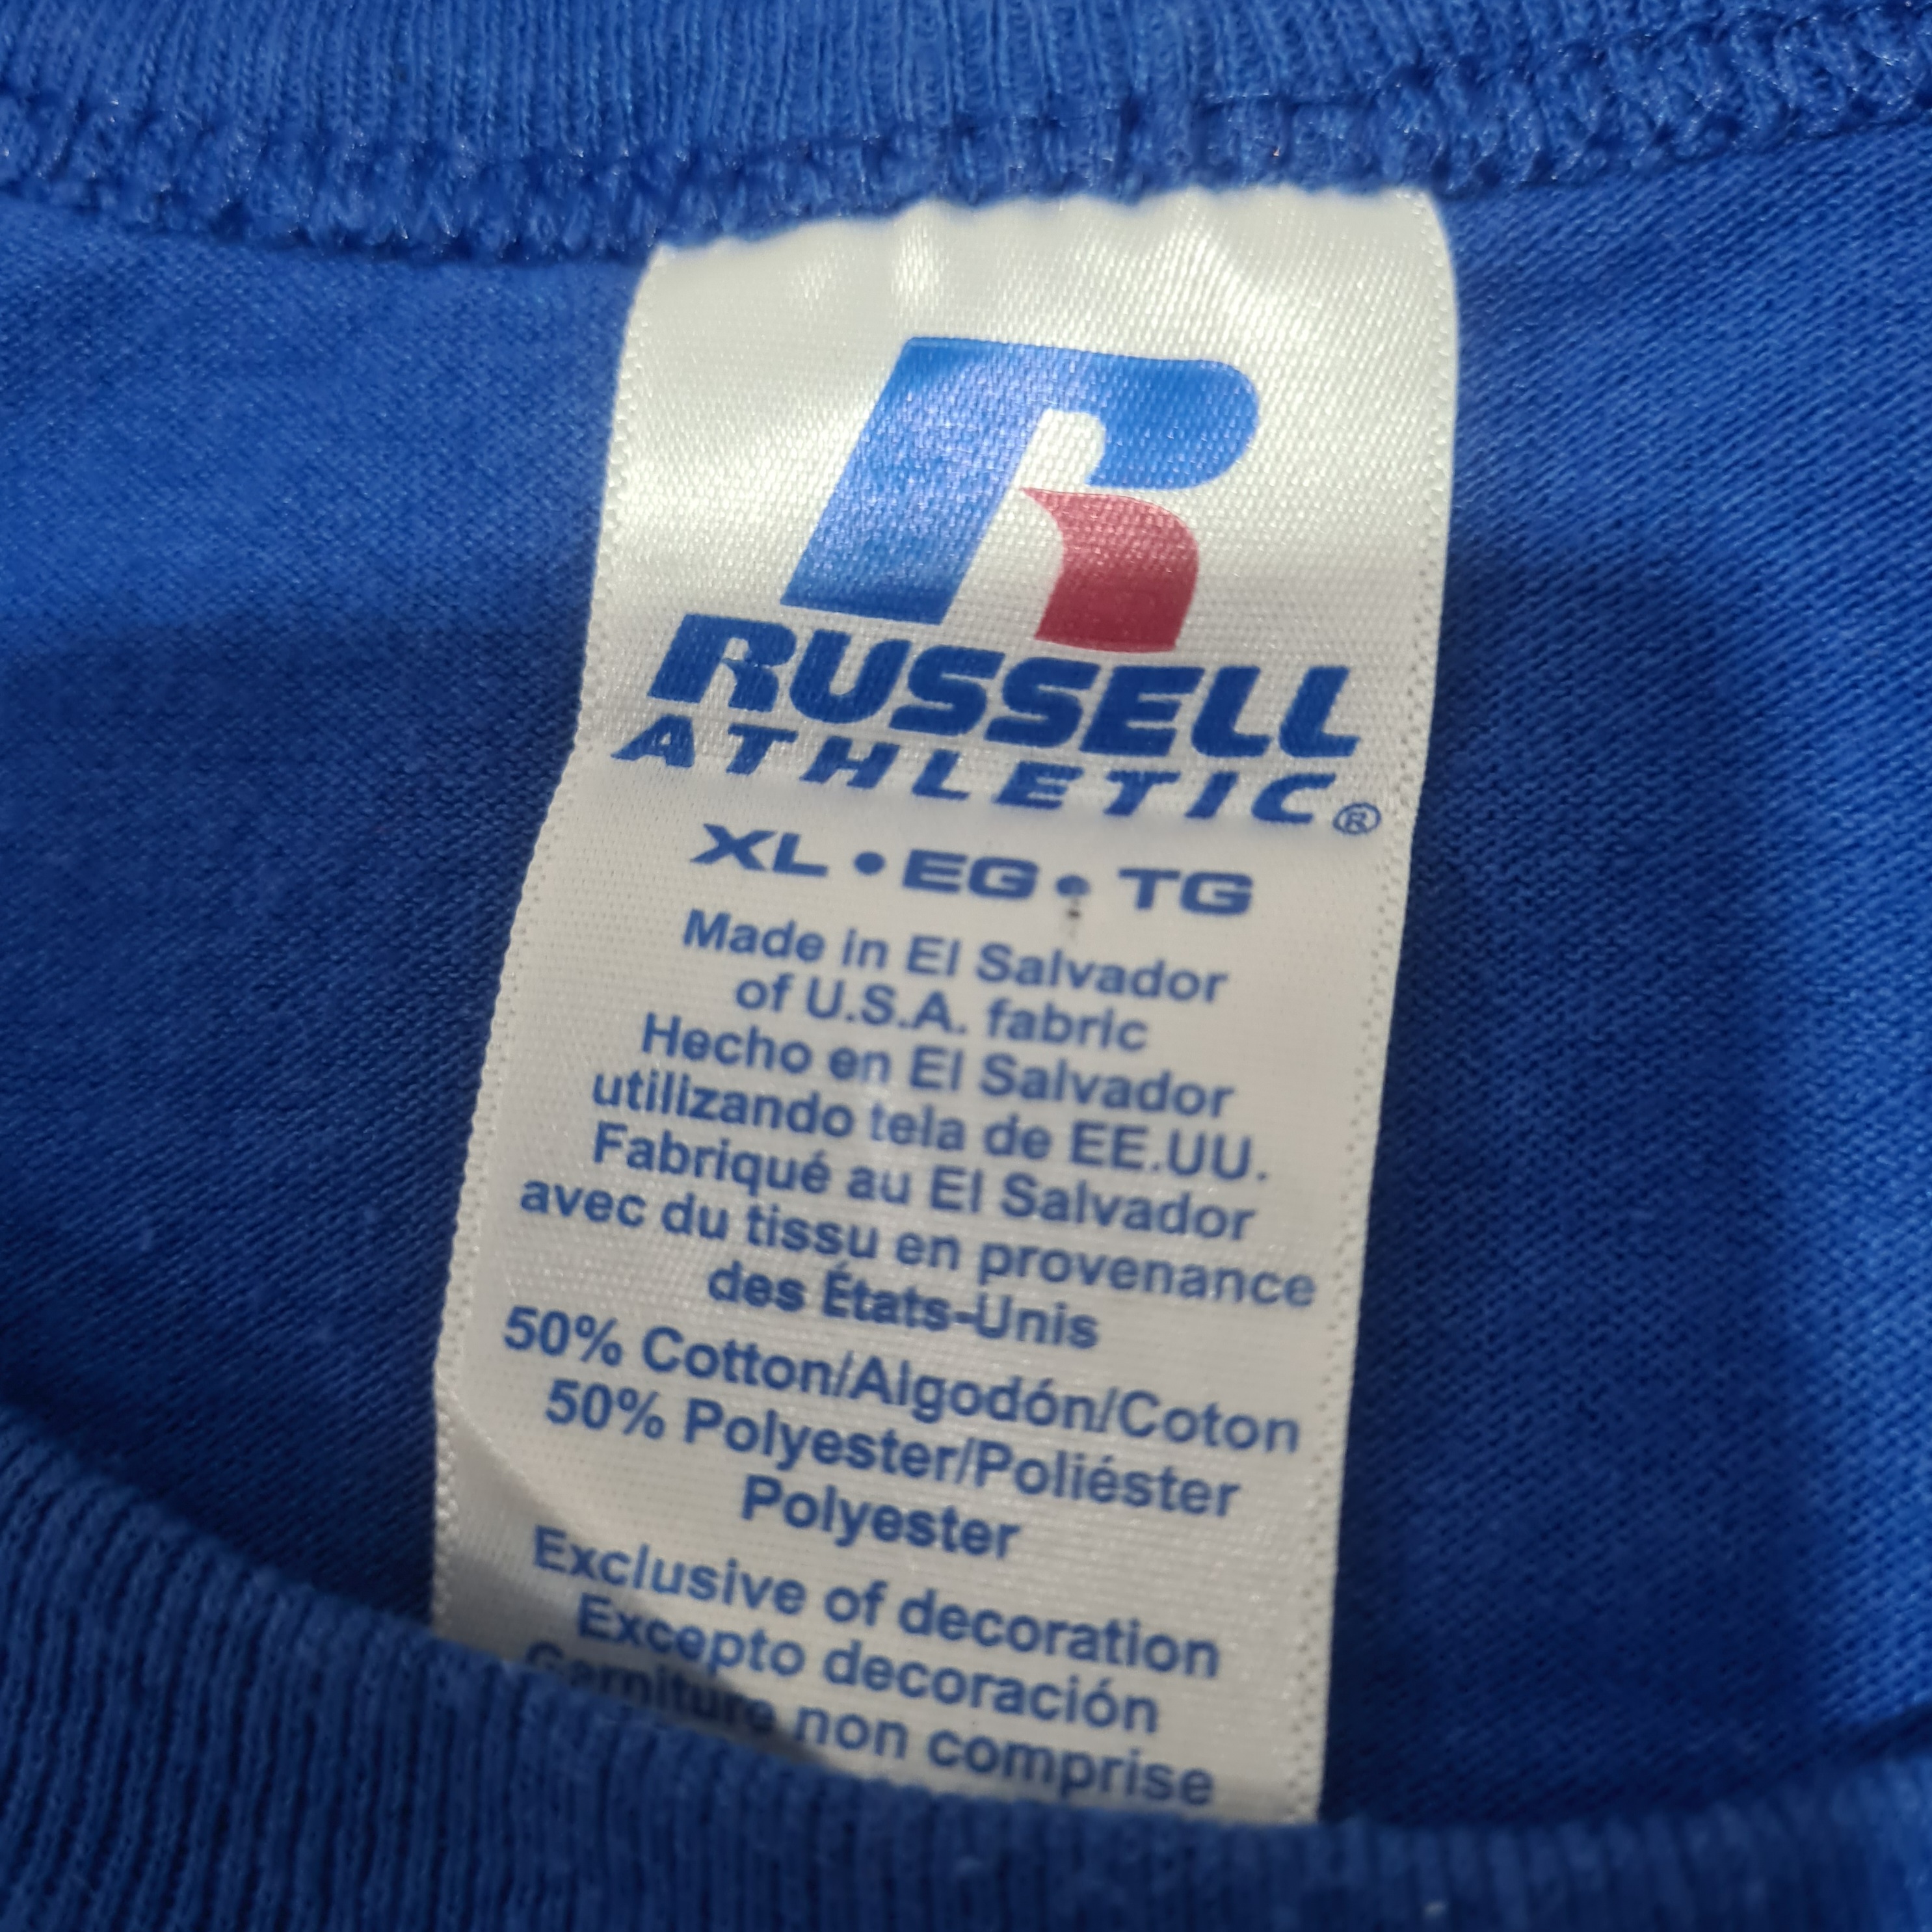 R
RUSSELL
ATHLETIC®
XL • EG • TG
Made in El Salvador
of U.S.A. fabric
Hecho en El Salvador
utilizando tela de EE.UU.
Fabriqué au El Salvador
avec du tissu en provenance
des États-Unis
50% Cotton/Algodón/Coton
50% Polyester/Poliéster
Polyester
Exclusive of decoration
Excepto decoración
Garniture non comprise